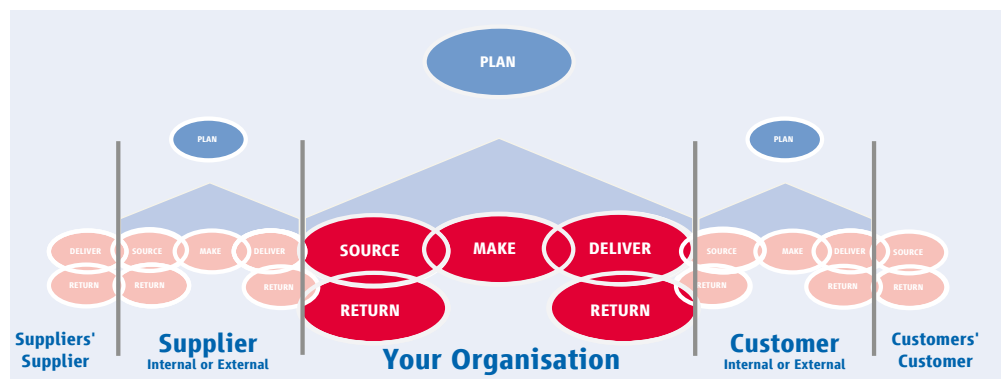 PLAN
PLAN
PLAN
DELIVER
SOURCE
MAKE
DELIVER
SOURCE
MAKE
DELIVER
SOURCE
MAKE
DELIVER
SOURCE
RETURN
RETURN
RETURN
RETURN
RETURN
RETURN
RETURN
RETURN
Suppliers'
Supplier
Supplier
Internal or External
Your Organisation
Customer
Internal or External
Customers'
Customer